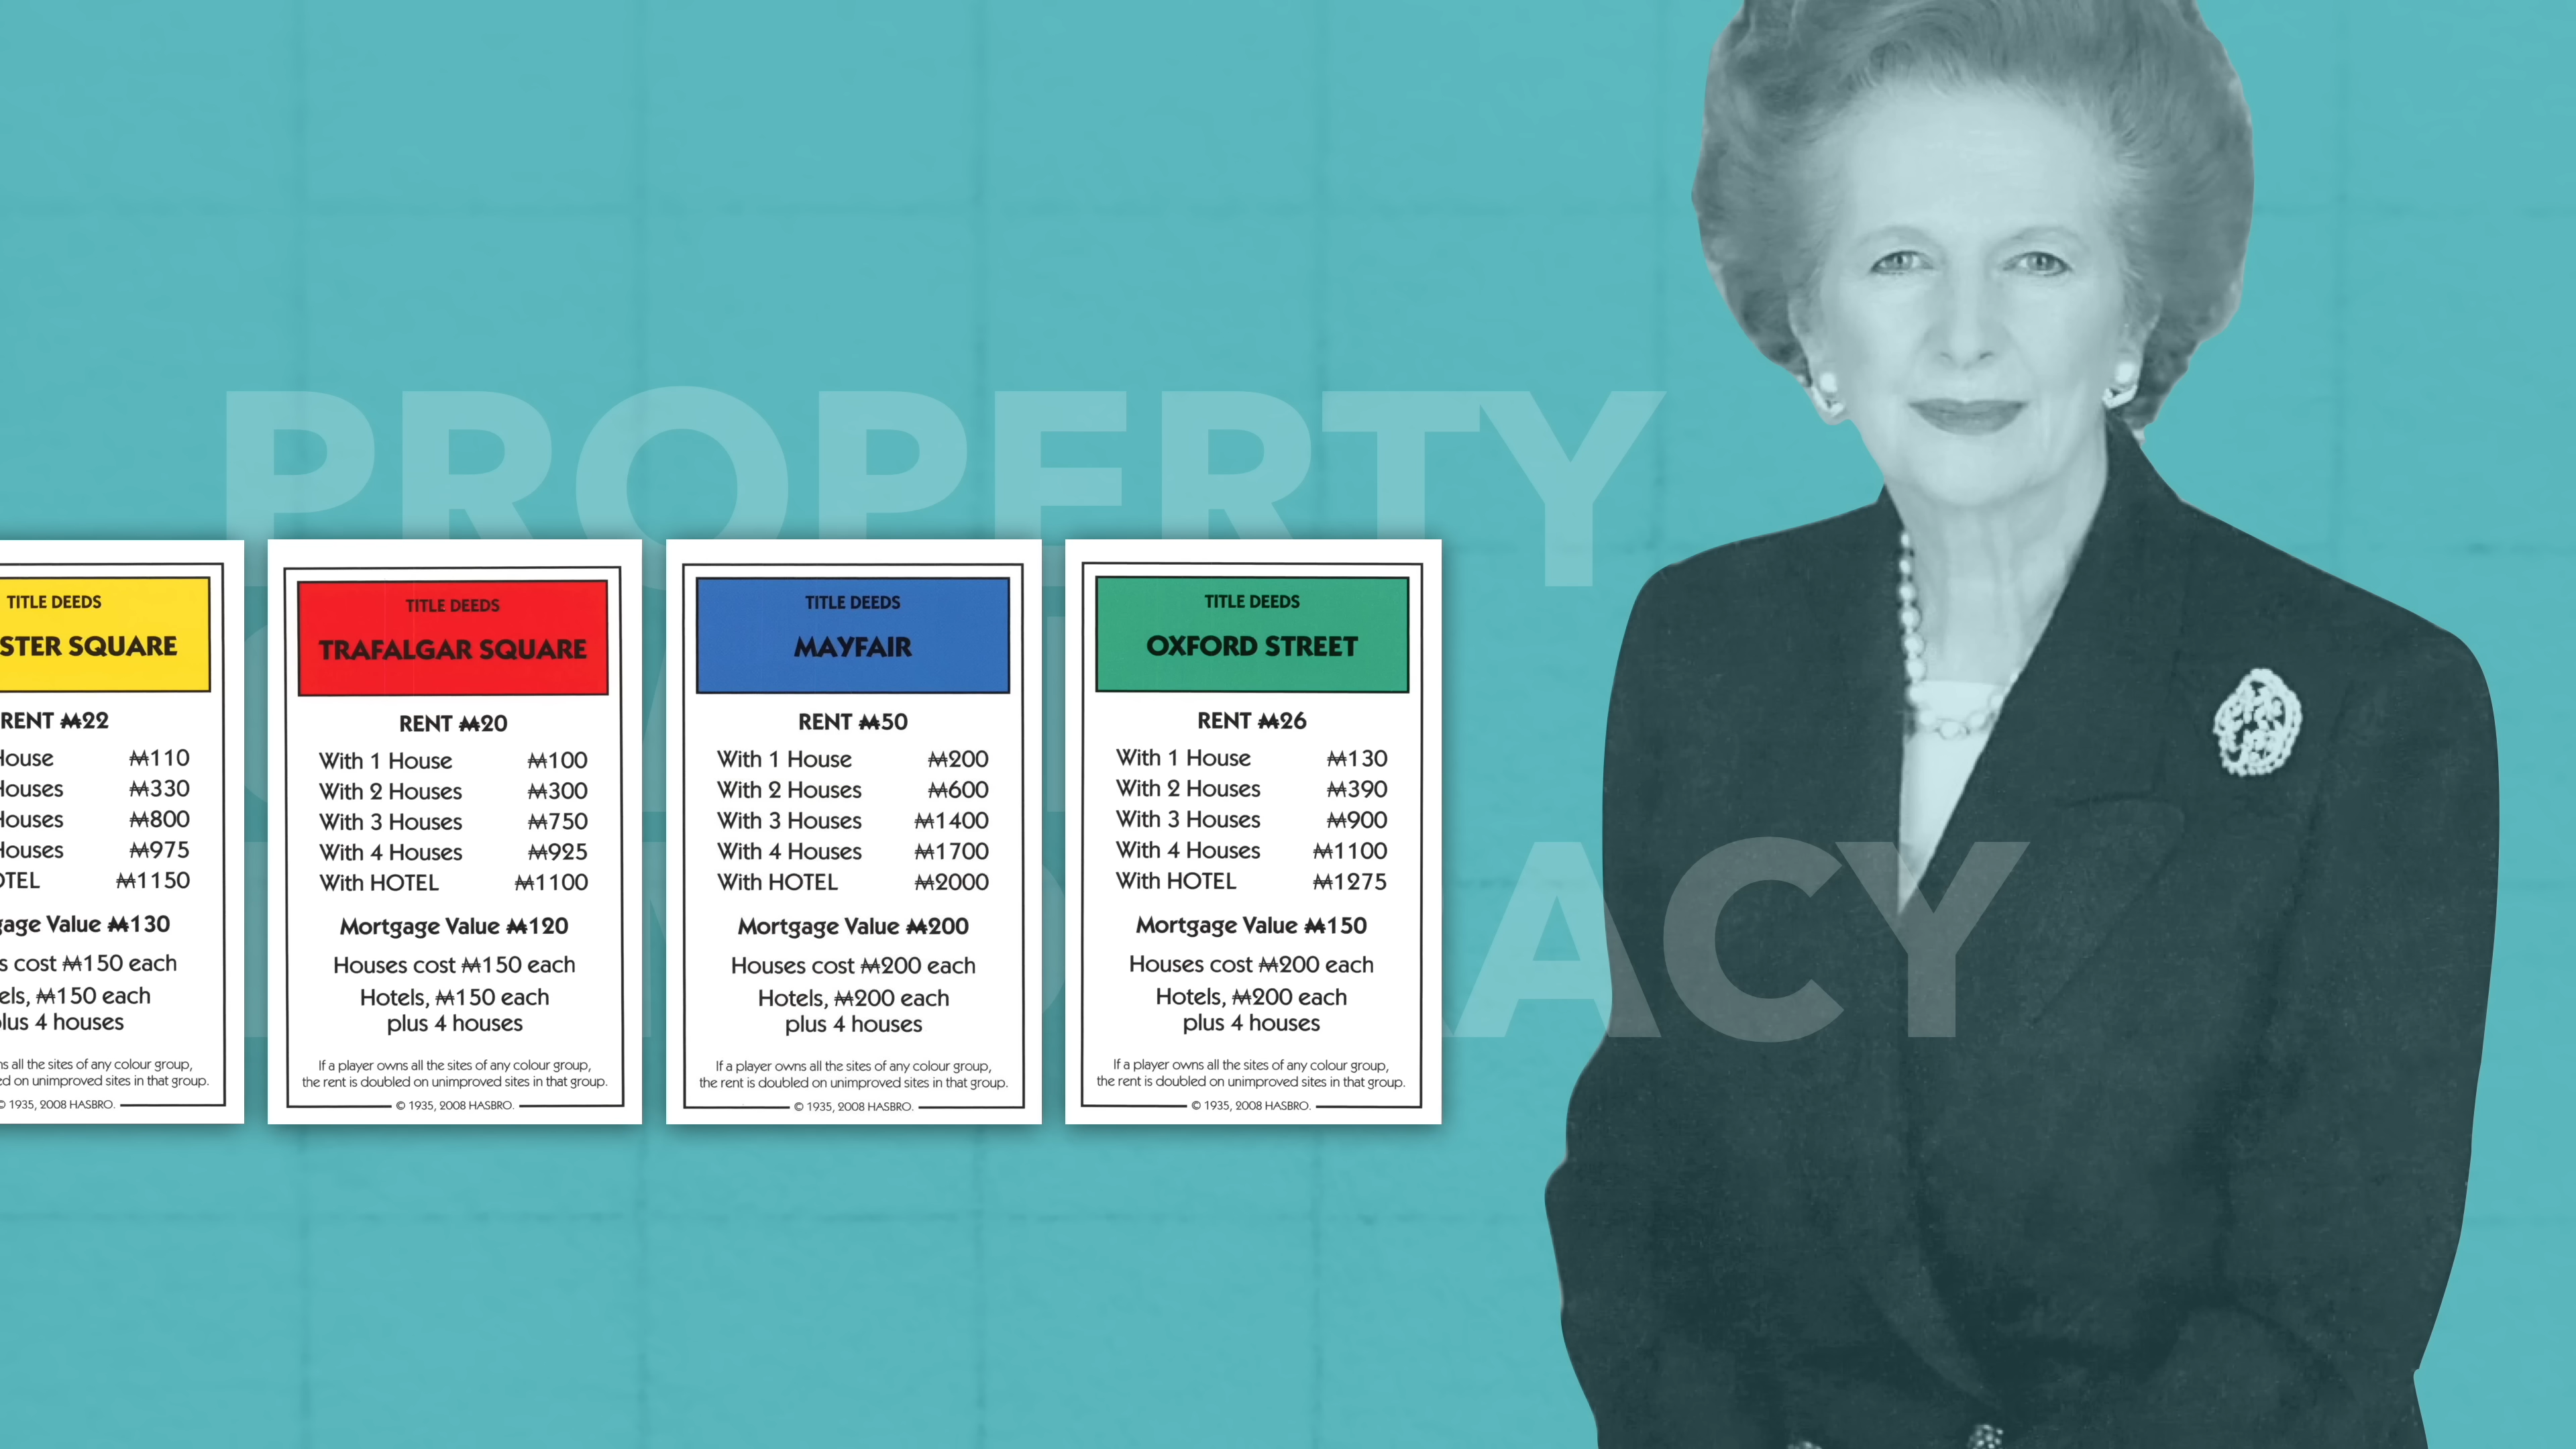 PROPERTY
ACY
TITLE DEEDS
STER SQUARE
RENT ₩22
House ₩110
Houses ₩330
Houses ₩800
Houses ₩975
OTEL ₩1150
gage Value ₩130
s cost ₩150 each
els, ₩150 each
plus 4 houses
ns all the sites of any colour group,
ed on unimproved sites in that group.
© 1935, 2008 HASBRO.
TITLE DEEDS
TRAFALGAR SQUARE
RENT ₩20
With 1 House ₩100
With 2 Houses ₩300
With 3 Houses ₩750
With 4 Houses ₩925
With HOTEL ₩1100
Mortgage Value ₩120
Houses cost ₩150 each
Hotels, ₩150 each
plus 4 houses
If a player owns all the sites of any colour group,
the rent is doubled on unimproved sites in that group.
© 1935, 2008 HASBRO.
TITLE DEEDS
MAYFAIR
RENT ₩50
With 1 House ₩200
With 2 Houses ₩600
With 3 Houses ₩1400
With 4 Houses ₩1700
With HOTEL ₩2000
Mortgage Value ₩200
Houses cost ₩200 each
Hotels, ₩200 each
plus 4 houses
If a player owns all the sites of any colour group,
the rent is doubled on unimproved sites in that group.
© 1935, 2008 HASBRO.
TITLE DEEDS
OXFORD STREET
RENT ₩26
With 1 House ₩130
With 2 Houses ₩390
With 3 Houses ₩900
With 4 Houses ₩1100
With HOTEL ₩1275
Mortgage Value ₩150
Houses cost ₩200 each
Hotels, ₩200 each
plus 4 houses
If a player owns all the sites of any colour group,
the rent is doubled on unimproved sites in that group.
© 1935, 2008 HASBRO.